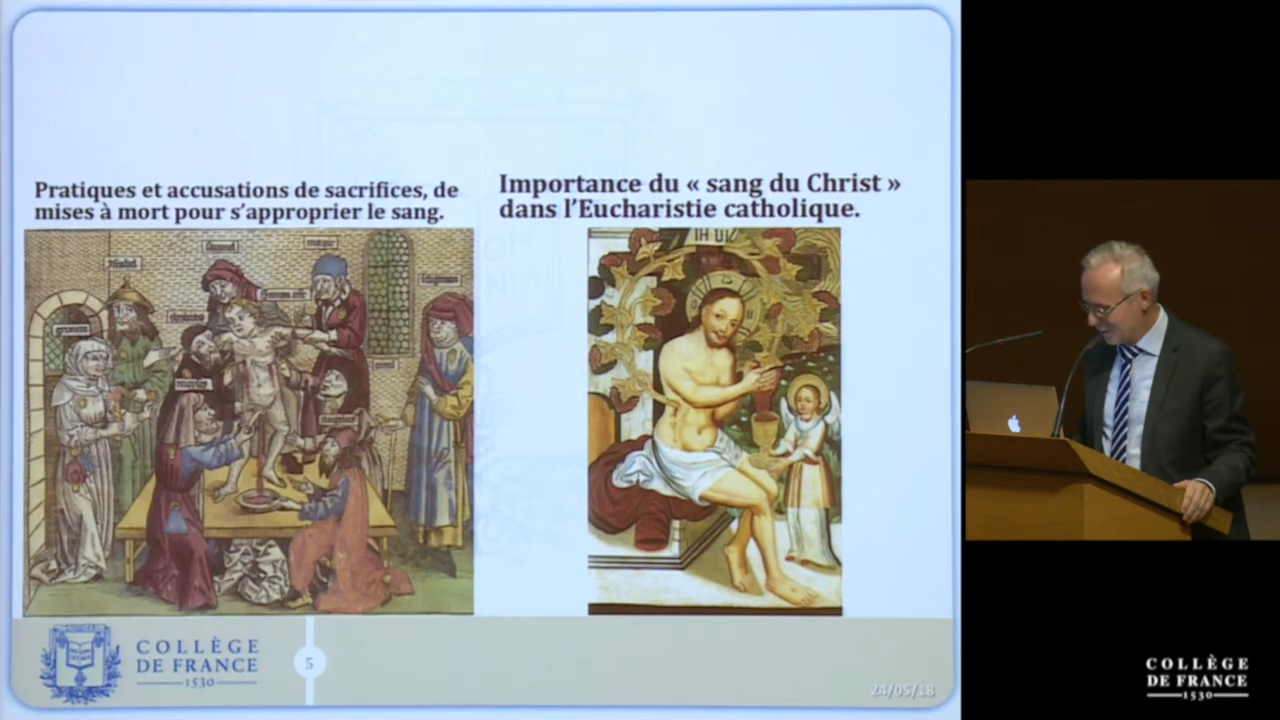 Pratiques et accusations de sacrifices, de
mises à mort pour s'approprier le sang.
Importance du « sang du Christ »
dans l'Eucharistie catholique.
COLLÈGE
DE FRANCE
1530
5
24/05/18
COLLÈGE
DE FRANCE
1530